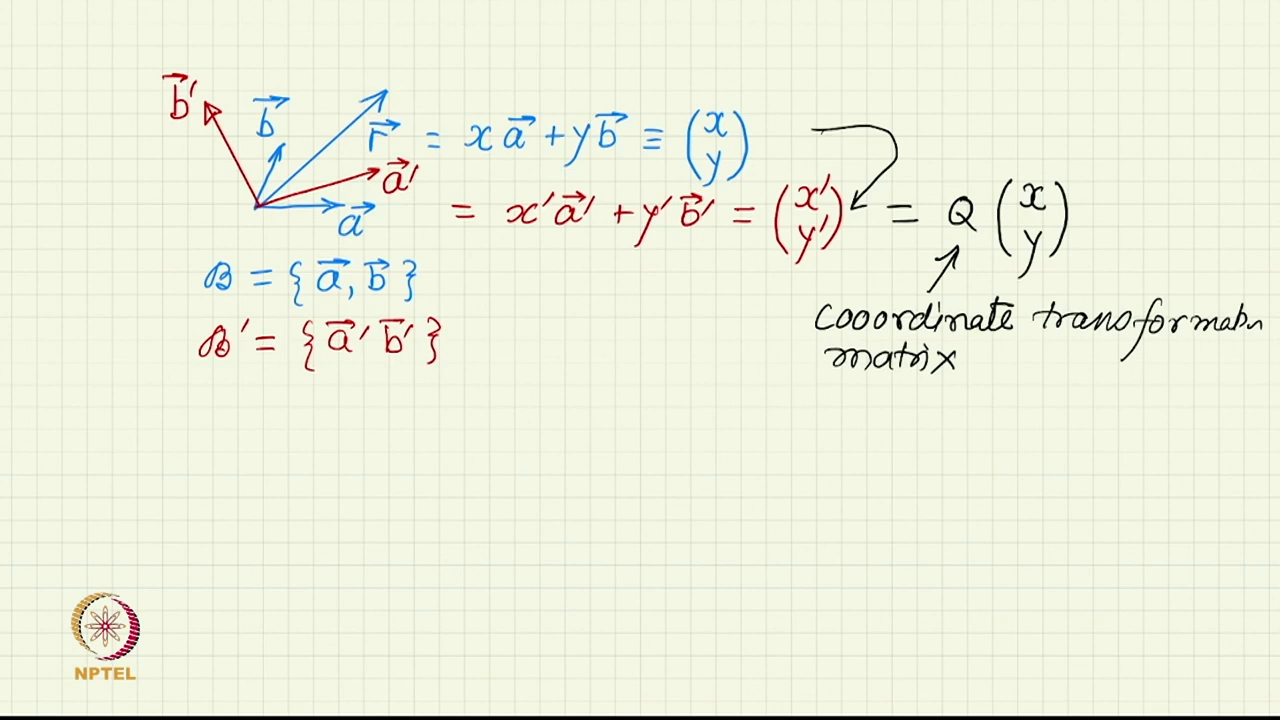 b⃗′ b⃗ r⃗ = x a⃗ + y b⃗ ≡ (x y)
a⃗′ = x′a⃗′ + y′b⃗′ = (x′ y′) = Q (x y)
a⃗
B = {a⃗, b⃗}
B′ = {a⃗′ b⃗′}
cooordinate transformatn
matrix
NPTEL